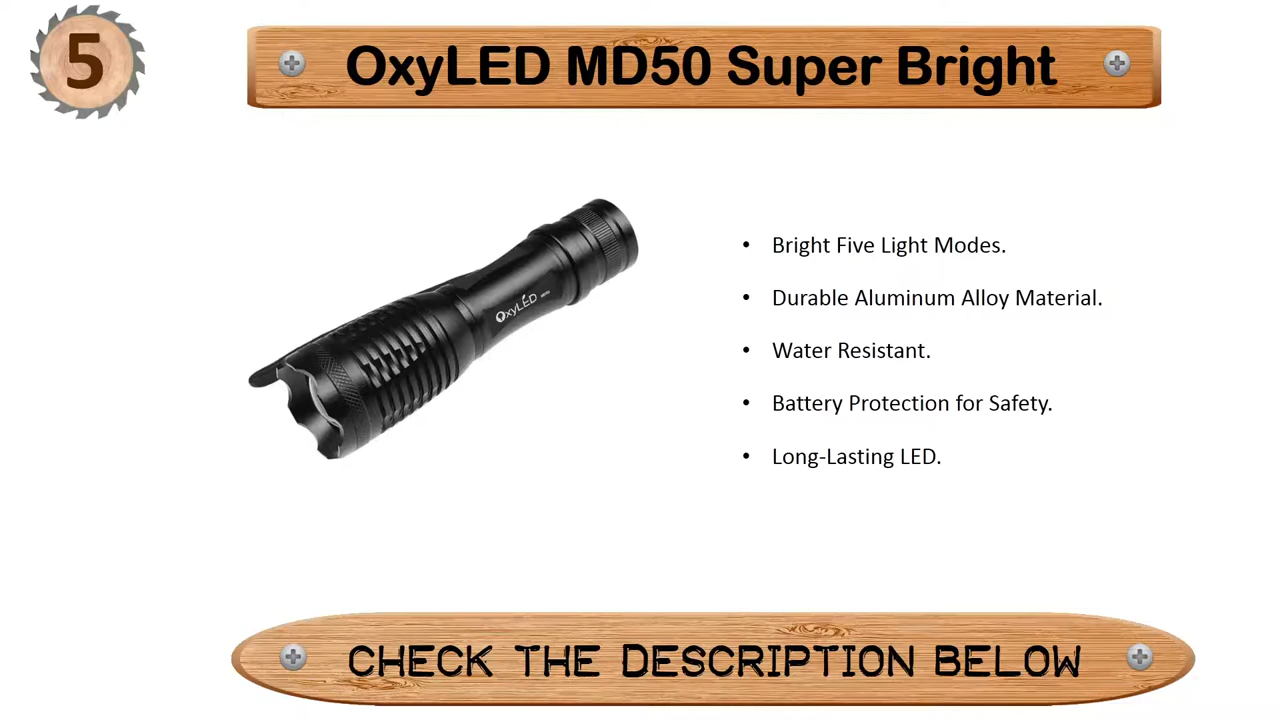 5
OxyLED MD50 Super Bright
OxyLED
• Bright Five Light Modes.
• Durable Aluminum Alloy Material.
• Water Resistant.
• Battery Protection for Safety.
• Long-Lasting LED.
CHECK THE DESCRIPTION BELOW